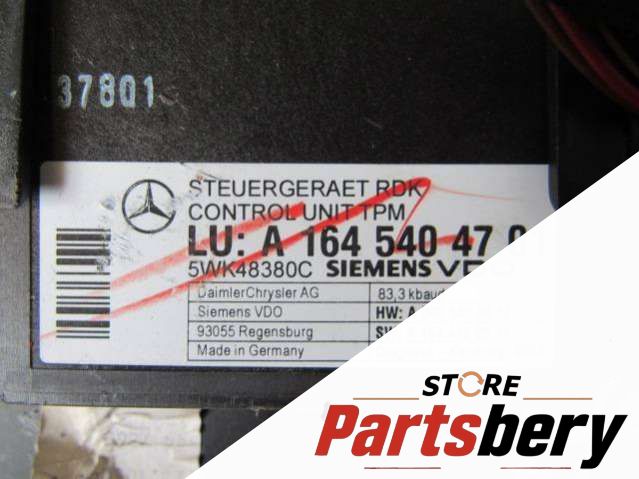 37801
STEUERGERAET RDK
CONTROL UNIT TPM
LU: A 164 540 47
5WK48380C SIEMENS
DaimlerChrysler AG 83,3 kbaud
Siemens VDO HW: A
93055 Regensburg
Made in Germany
STORE
Partsbery